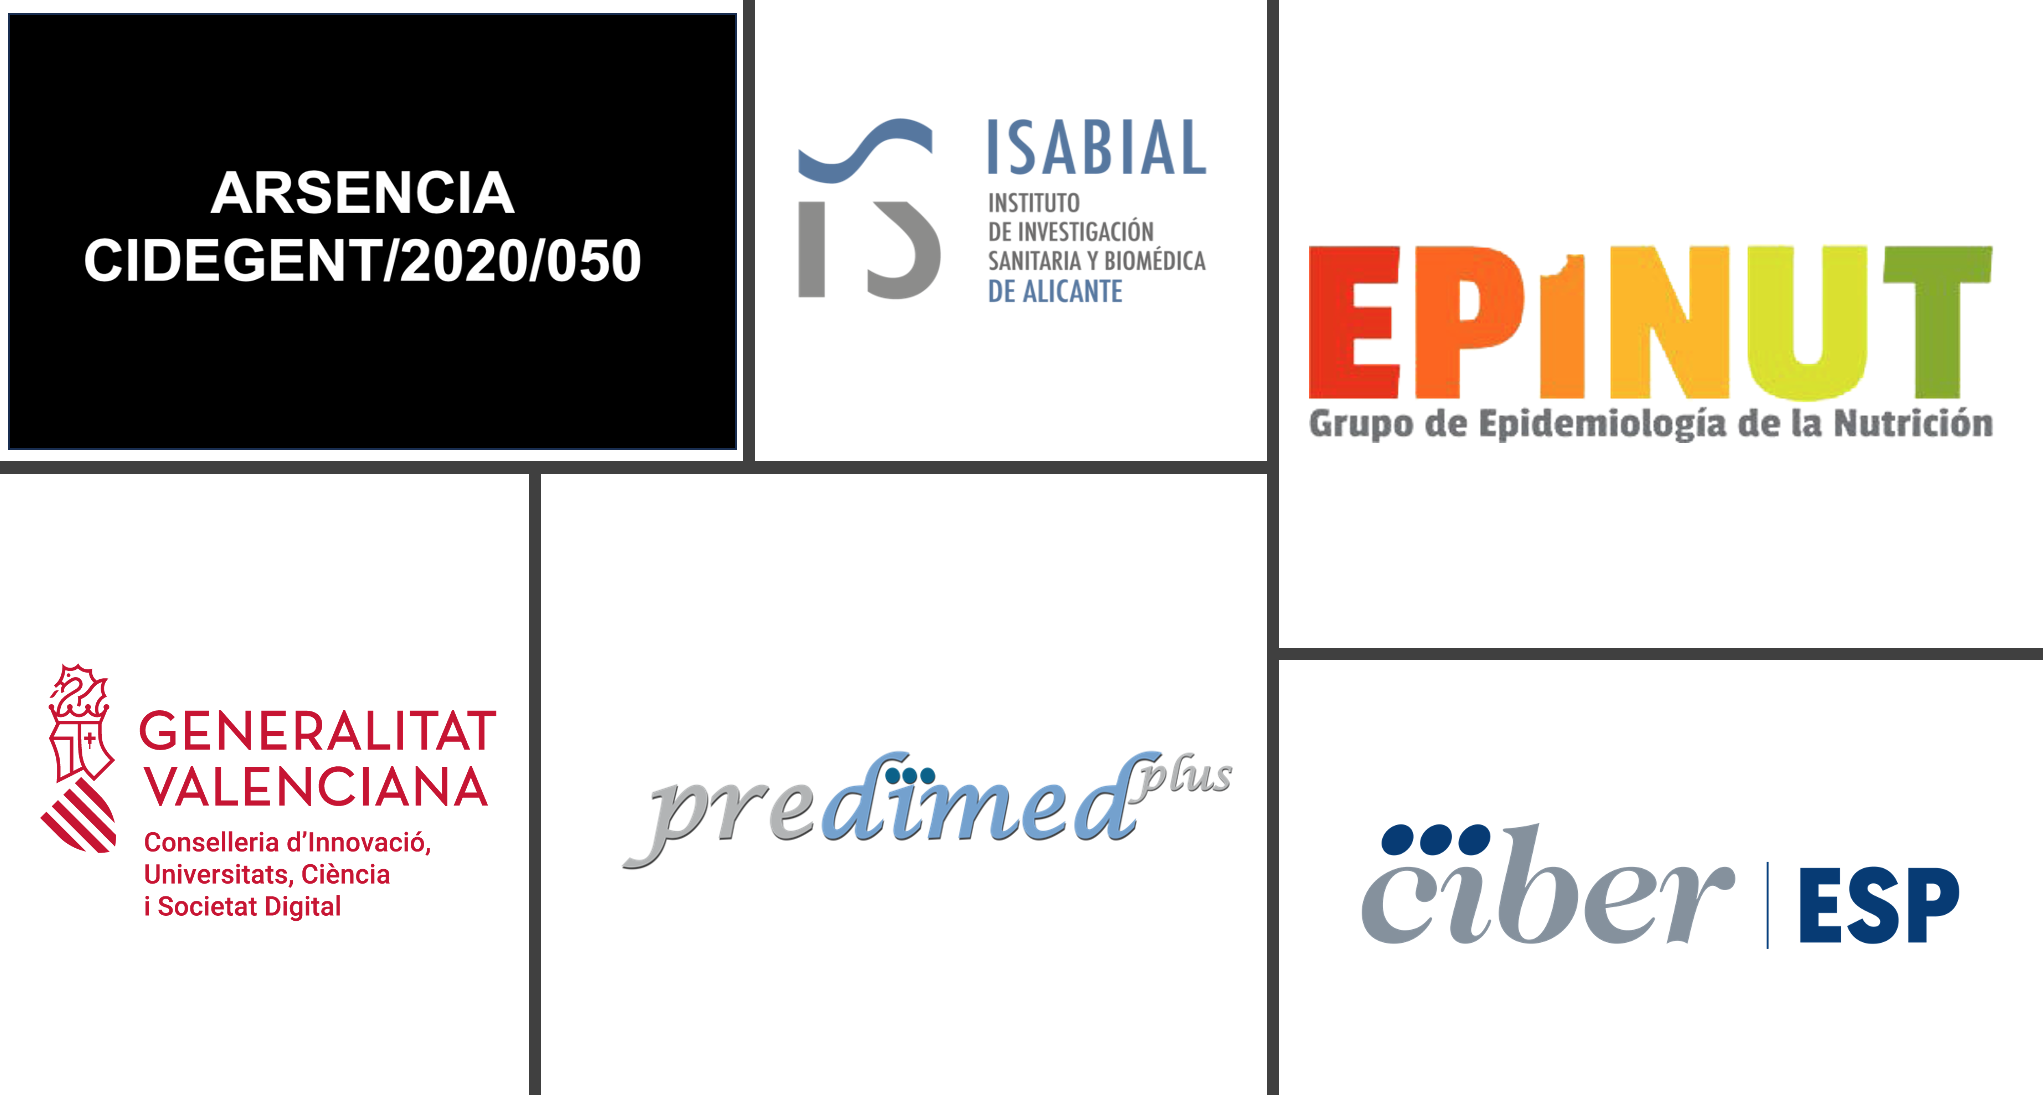 ARSENCIA
CIDEGENT/2020/050
ISABIAL
INSTITUTO
DE INVESTIGACIÓN
SANITARIA Y BIOMÉDICA
DE ALICANTE
EPINUT
Grupo de Epidemiología de la Nutrición
GENERALITAT
VALENCIANA
Conselleria d'Innovació,
Universitats, Ciència
i Societat Digital
predimed plus
ciber ESP